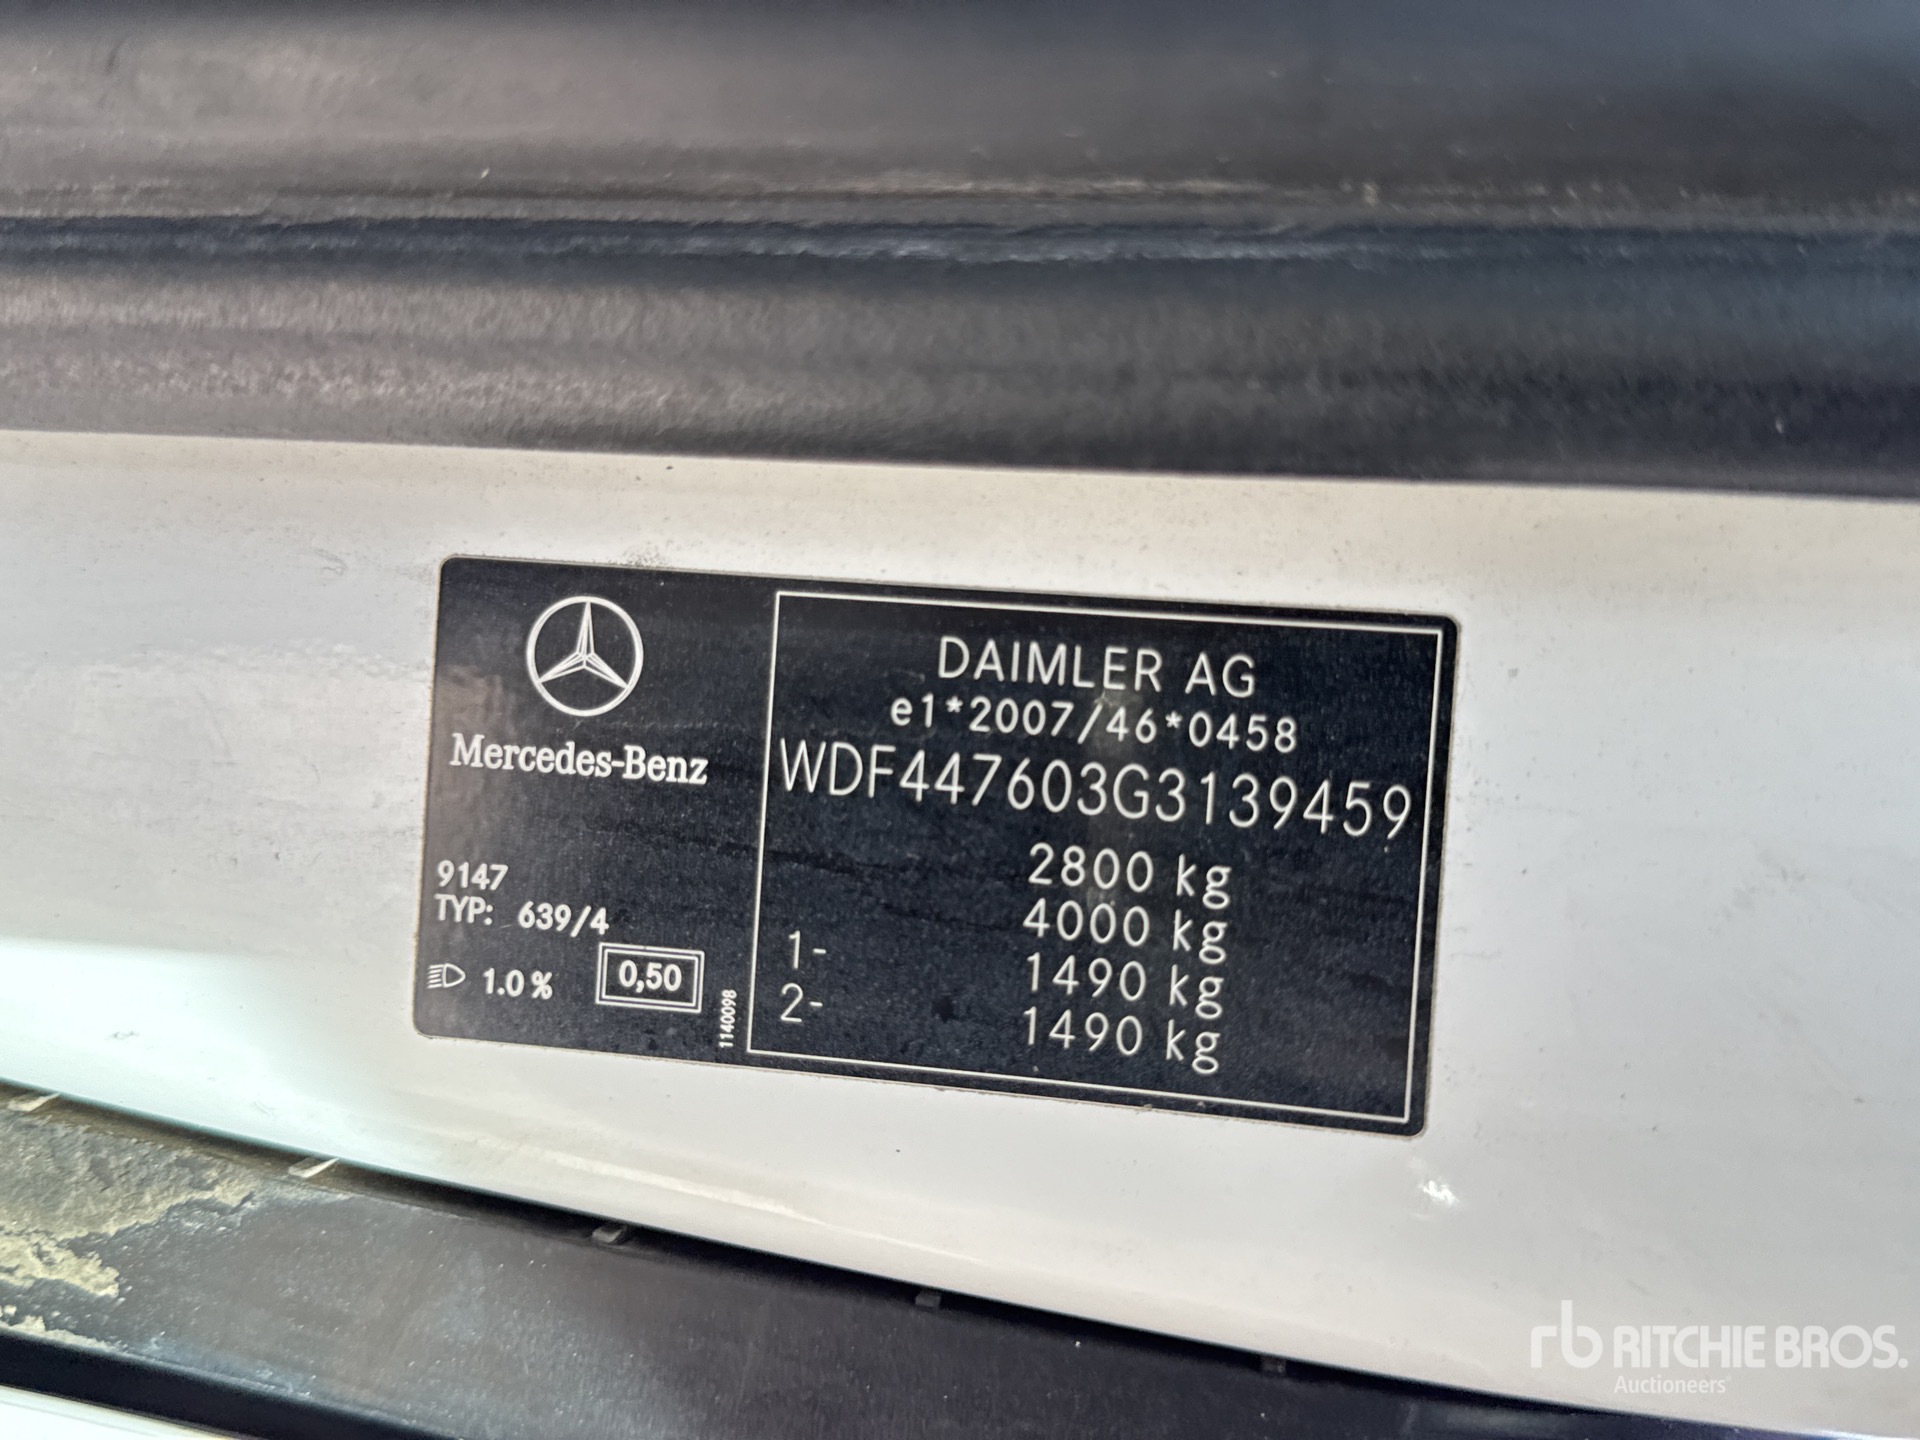 Mercedes-Benz
9147
TYP: 639/4
1.0 %
0,50
1140098
DAIMLER AG
e1*2007/46*0458
WDF447603G3139459
2800 kg
4000 kg
1- 1490 kg
2- 1490 kg
rb RITCHIE BROS.
Auctioneers